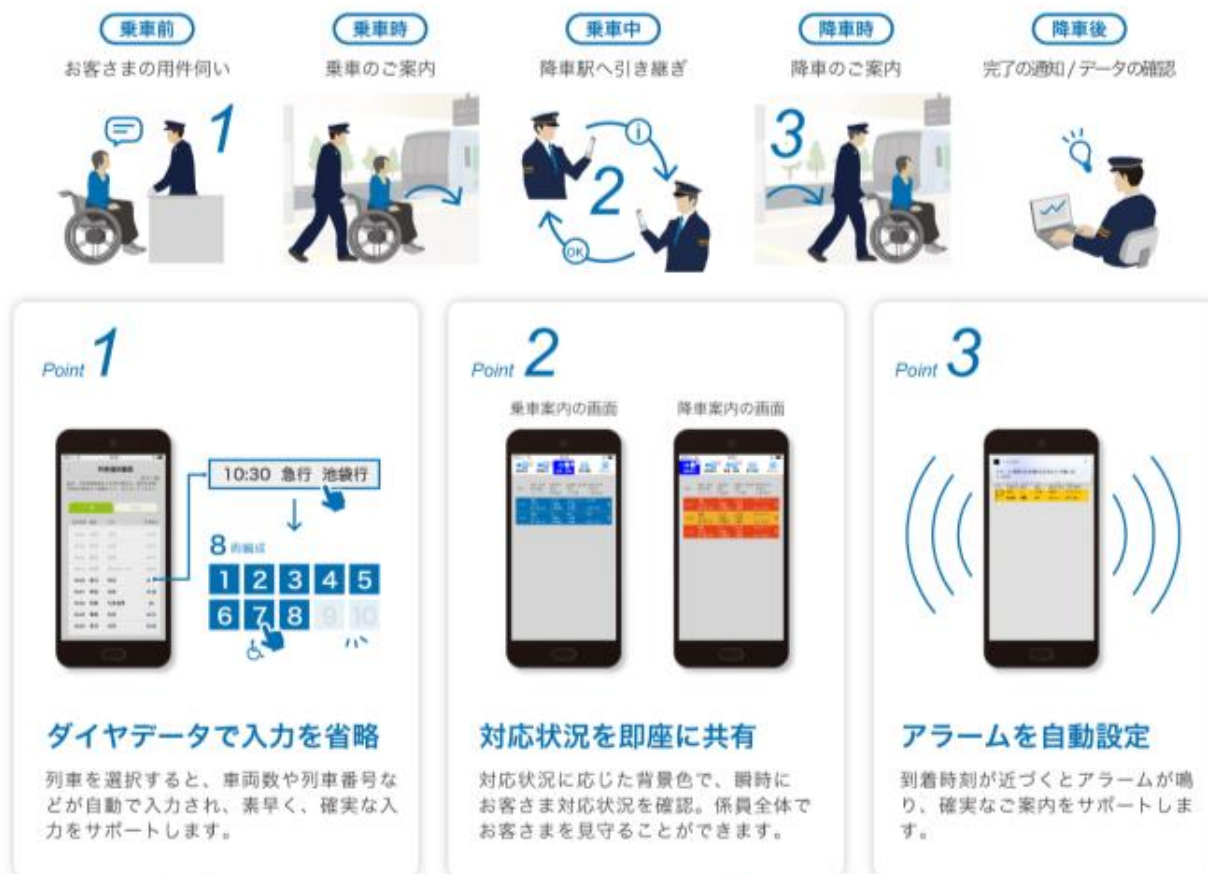 乗車前
お客さまの用件伺い
乗車時
乗車のご案内
乗車中
降車駅へ引き継ぎ
降車時
降車のご案内
降車後
完了の通知/データの確認
1
i
2
OK
3
Point 1
10:30 急行 池袋行
8両編成
1 2 3 4 5
6 7 8 9 10
ダイヤデータで入力を省略
列車を選択すると、車両数や列車番号な
どが自動で入力され、素早く、確実な入
力をサポートします。
Point 2
乗車案内の画面
降車案内の画面
対応状況を即座に共有
対応状況に応じた背景色で、瞬時に
お客さま対応状況を確認。係員全体で
お客さまを見守ることができます。
Point 3
アラームを自動設定
到着時刻が近づくとアラームが鳴
り、確実なご案内をサポートしま
す。